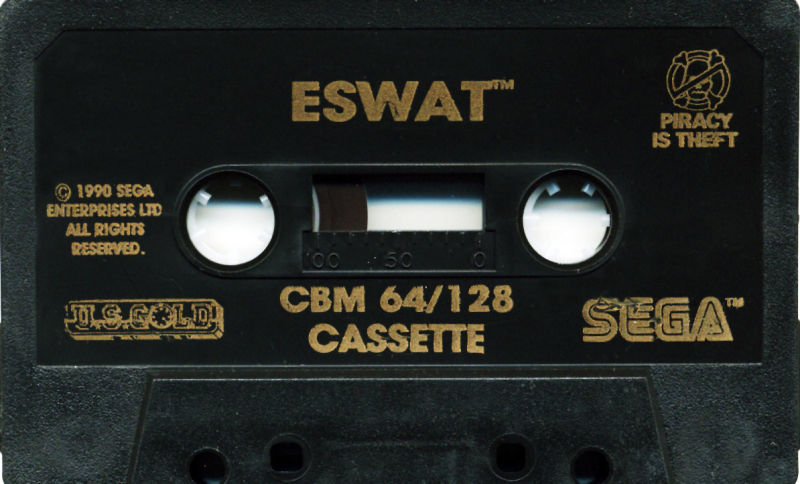 ESWAT™
PIRACY
IS THEFT
© 1990 SEGA
ENTERPRISES LTD
ALL RIGHTS
RESERVED.
100 50 0
U.S. GOLD
CBM 64/128
CASSETTE
SEGA™